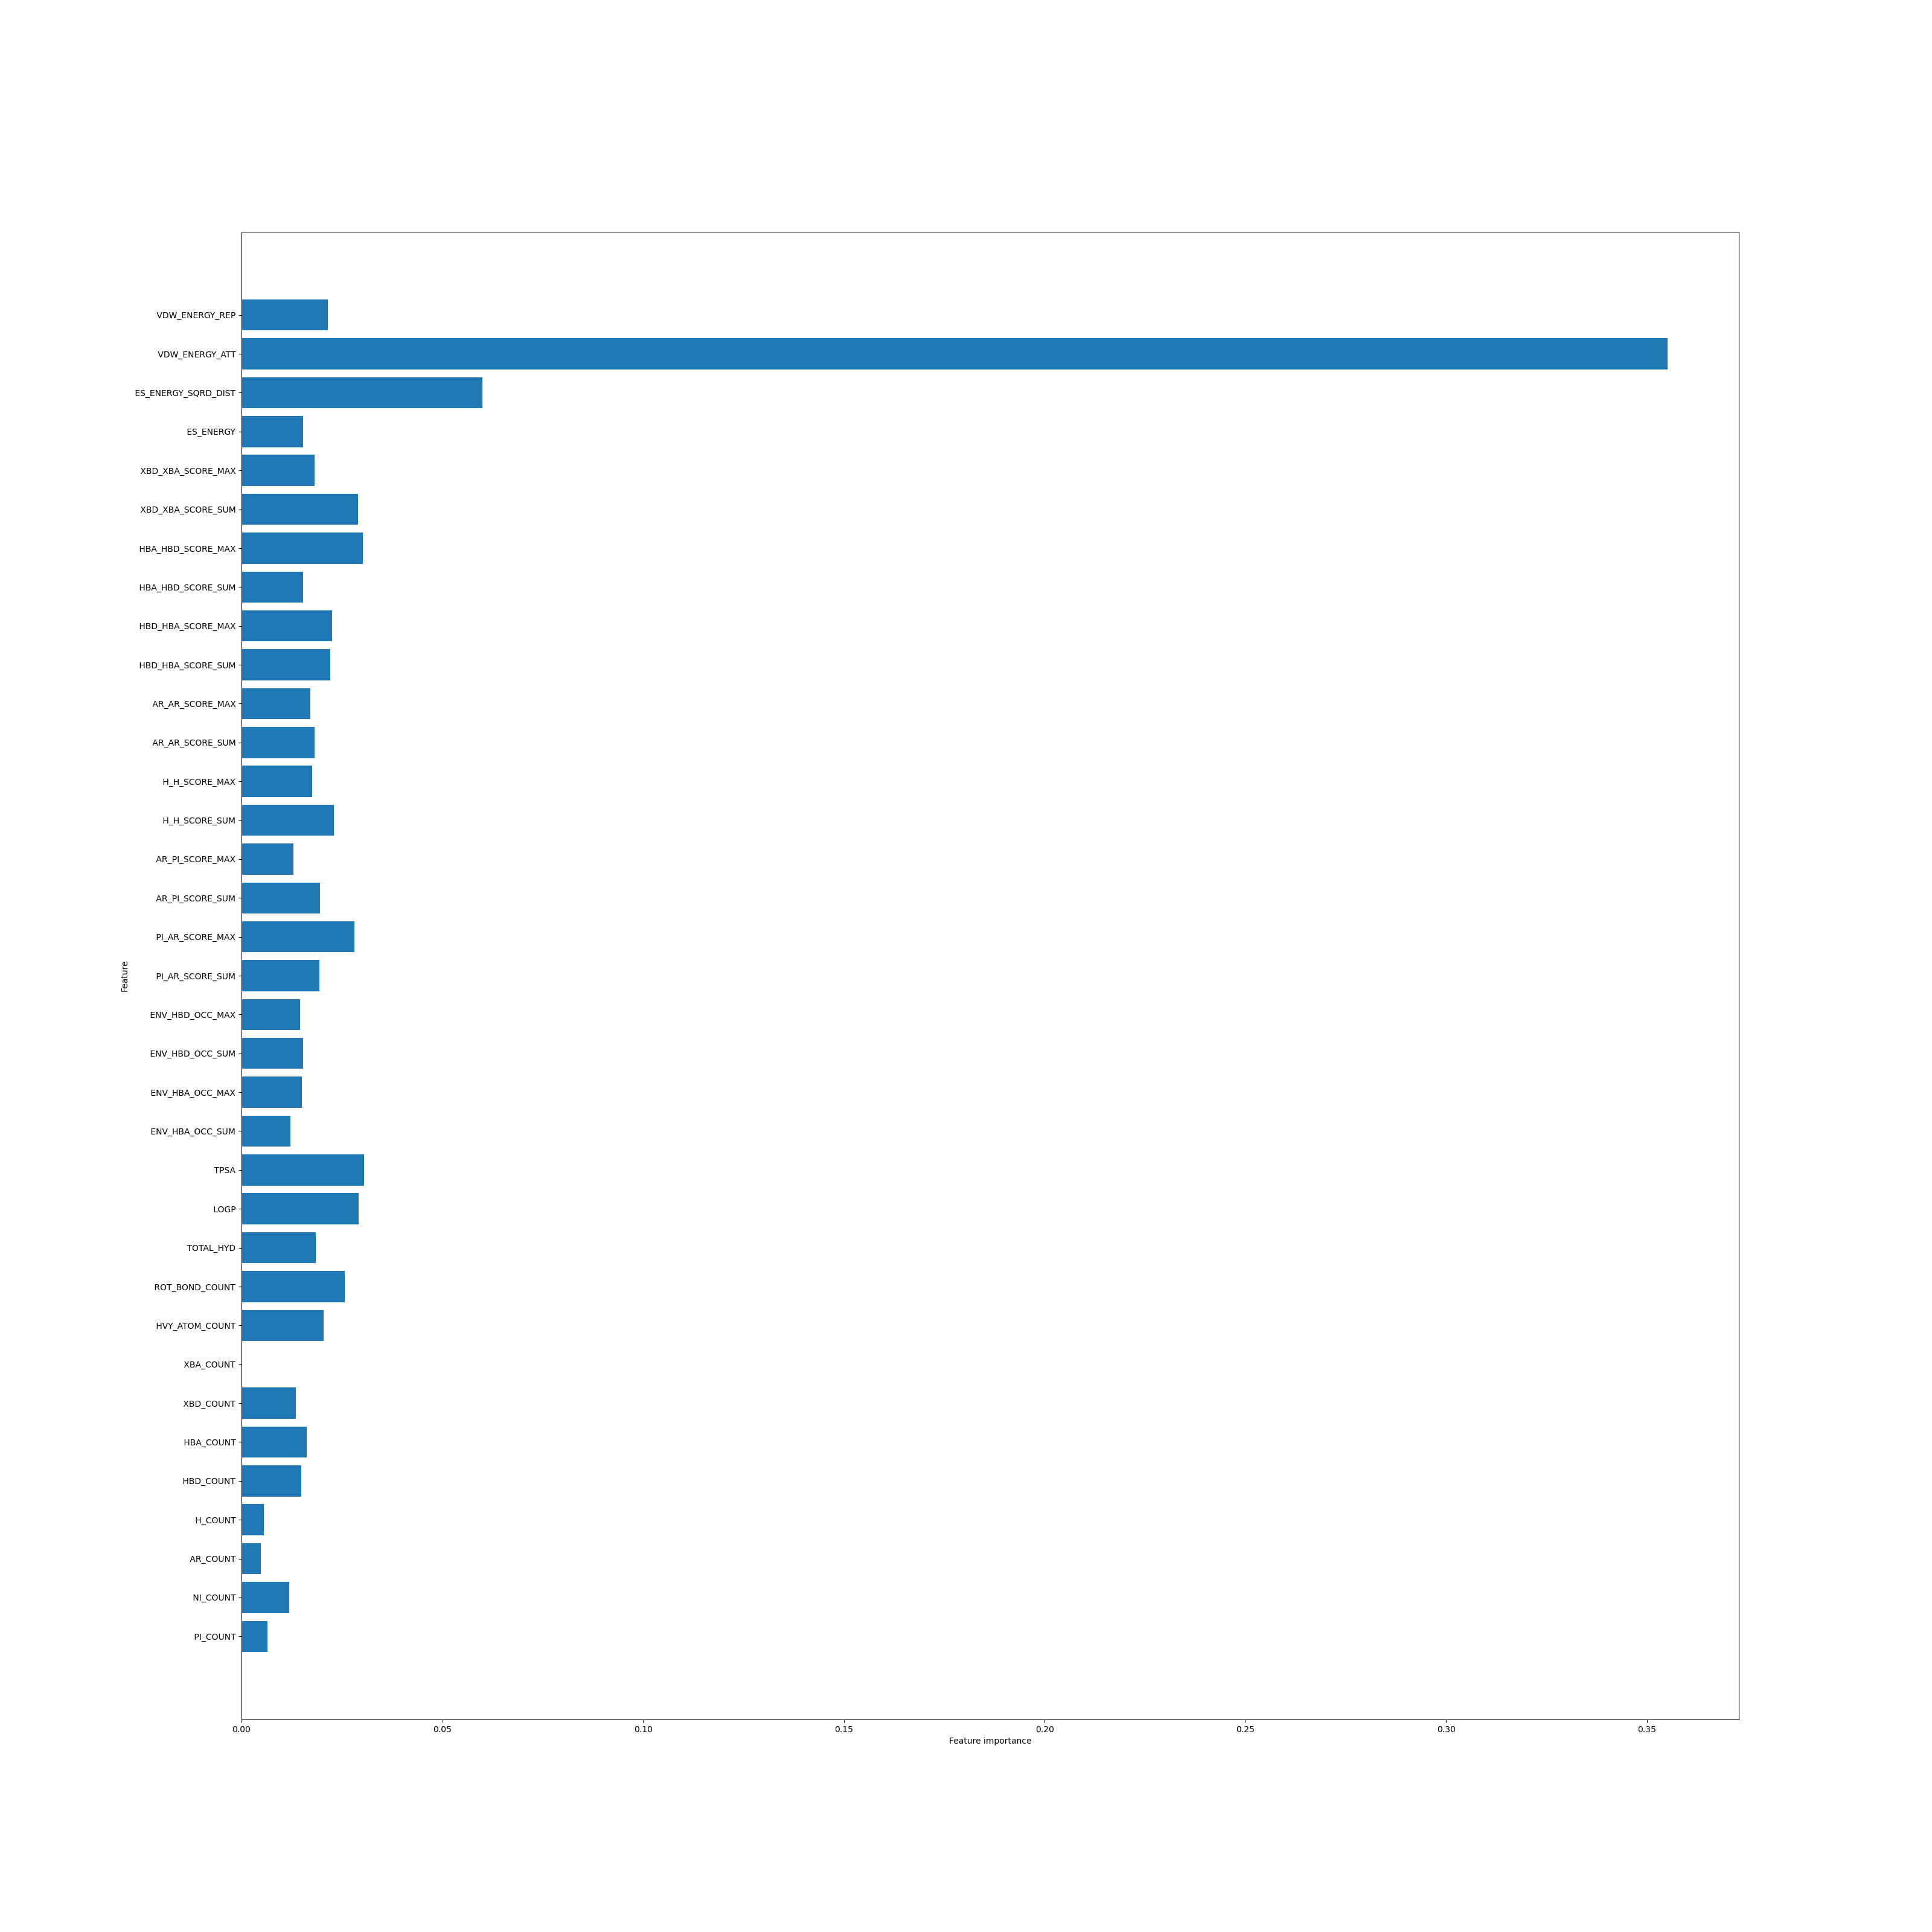 VDW_ENERGY_REP
VDW_ENERGY_ATT
ES_ENERGY_SQRD_DIST
ES_ENERGY
XBD_XBA_SCORE_MAX
XBD_XBA_SCORE_SUM
HBA_HBD_SCORE_MAX
HBA_HBD_SCORE_SUM
HBD_HBA_SCORE_MAX
HBD_HBA_SCORE_SUM
AR_AR_SCORE_MAX
AR_AR_SCORE_SUM
H_H_SCORE_MAX
H_H_SCORE_SUM
AR_PI_SCORE_MAX
AR_PI_SCORE_SUM
PI_AR_SCORE_MAX
PI_AR_SCORE_SUM
ENV_HBD_OCC_MAX
ENV_HBD_OCC_SUM
ENV_HBA_OCC_MAX
ENV_HBA_OCC_SUM
TPSA
LOGP
TOTAL_HYD
ROT_BOND_COUNT
HVY_ATOM_COUNT
XBA_COUNT
XBD_COUNT
HBA_COUNT
HBD_COUNT
H_COUNT
AR_COUNT
NI_COUNT
PI_COUNT
Feature
0.00 0.05 0.10 0.15 0.20 0.25 0.30 0.35
Feature importance